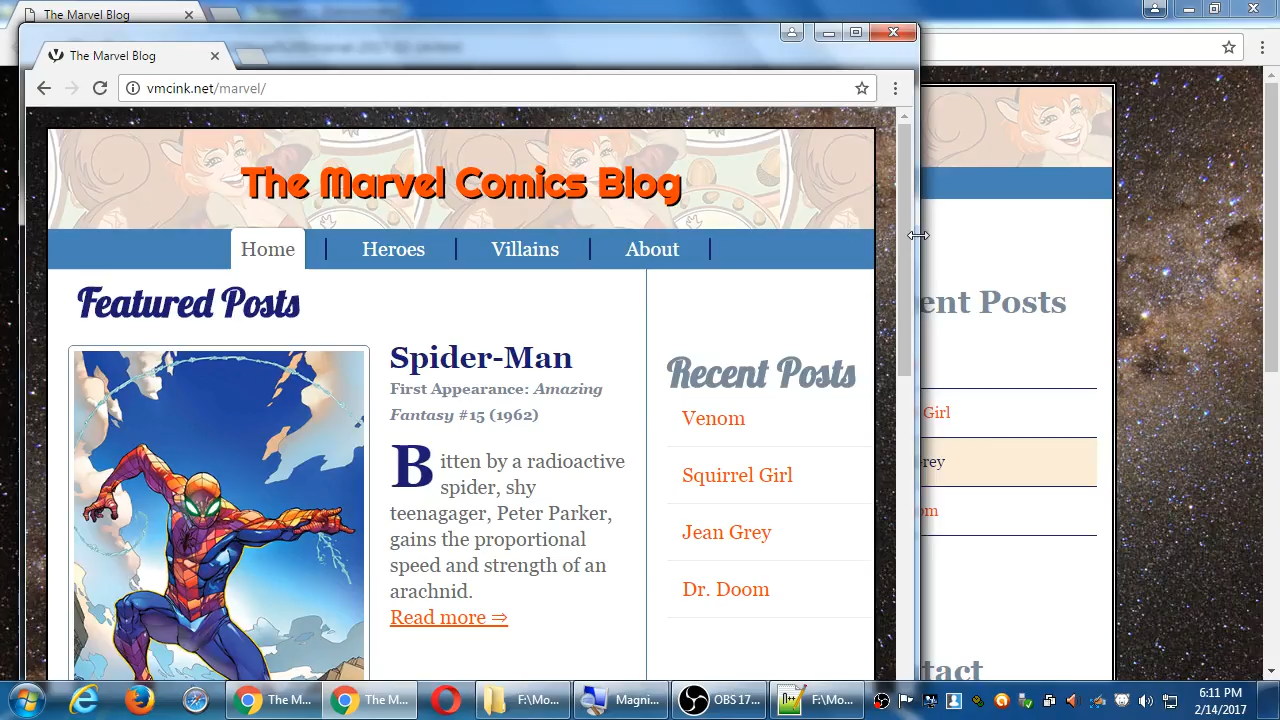 The Marvel Blog
The Marvel Blog
vmcink.net/marvel/
The Marvel Comics Blog
Home
Heroes
Villains
About
Featured Posts
Spider-Man
First Appearance: Amazing
Fantasy #15 (1962)
Bitten by a radioactive
spider, shy
teenagager, Peter Parker,
gains the proportional
speed and strength of an
arachnid.
Read more ⇒
Recent Posts
Venom
Squirrel Girl
Jean Grey
Dr. Doom
ent Posts
Girl
rey
om
tact
The M...
The M...
F:\Mo...
Magni...
OBS 17...
F:\Mo...
6:11 PM
2/14/2017